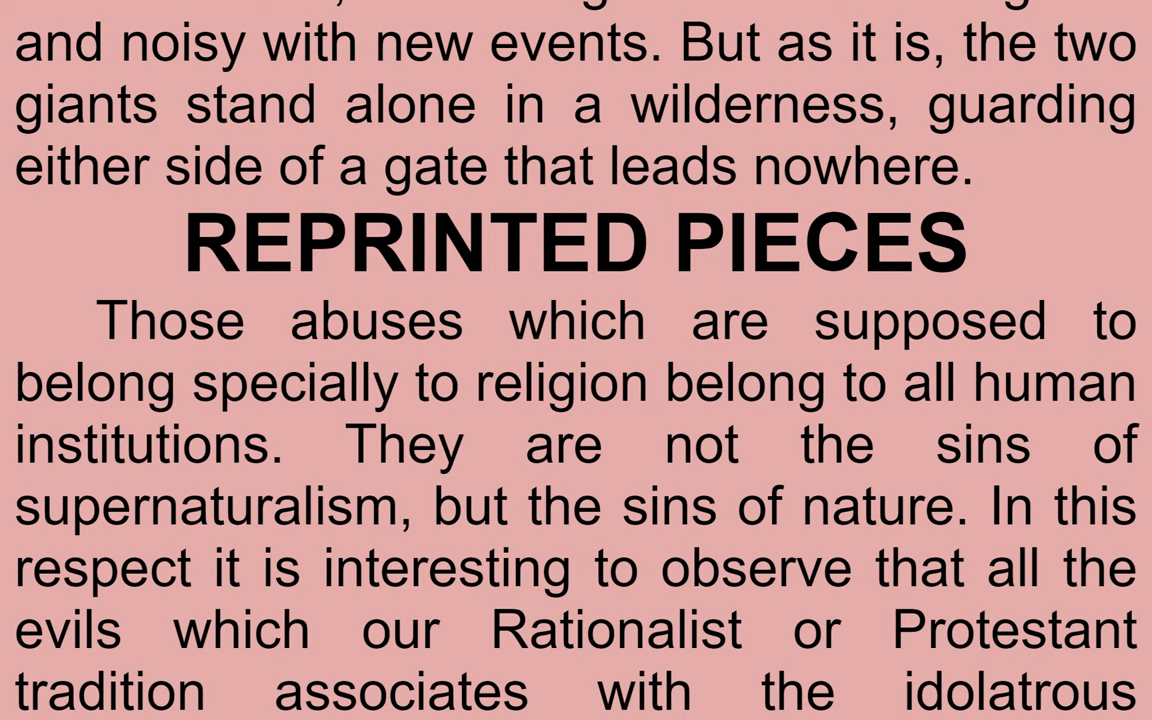 and noisy with new events. But as it is, the two
giants stand alone in a wilderness, guarding
either side of a gate that leads nowhere.
REPRINTED PIECES
Those abuses which are supposed to
belong specially to religion belong to all human
institutions. They are not the sins of
supernaturalism, but the sins of nature. In this
respect it is interesting to observe that all the
evils which our Rationalist or Protestant
tradition associates with the idolatrous